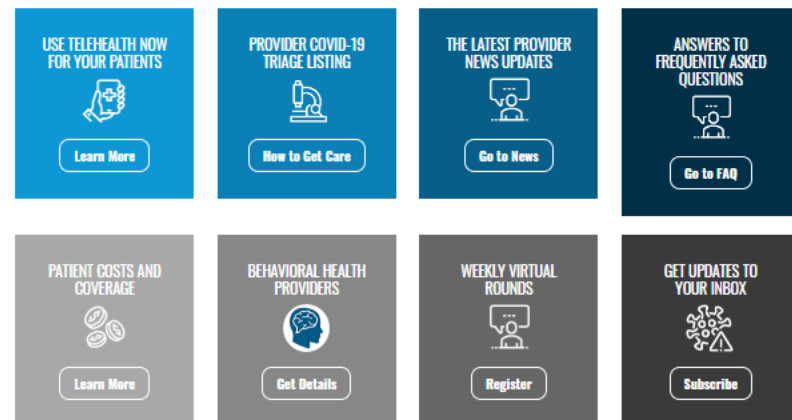 USE TELEHEALTH NOW
FOR YOUR PATIENTS
Learn More
PROVIDER COVID-19
TRIAGE LISTING
How to Get Care
THE LATEST PROVIDER
NEWS UPDATES
Go to News
ANSWERS TO
FREQUENTLY ASKED
QUESTIONS
Go to FAQ
PATIENT COSTS AND
COVERAGE
Learn More
BEHAVIORAL HEALTH
PROVIDERS
Get Details
WEEKLY VIRTUAL
ROUNDS
Register
GET UPDATES TO
YOUR INBOX
Subscribe